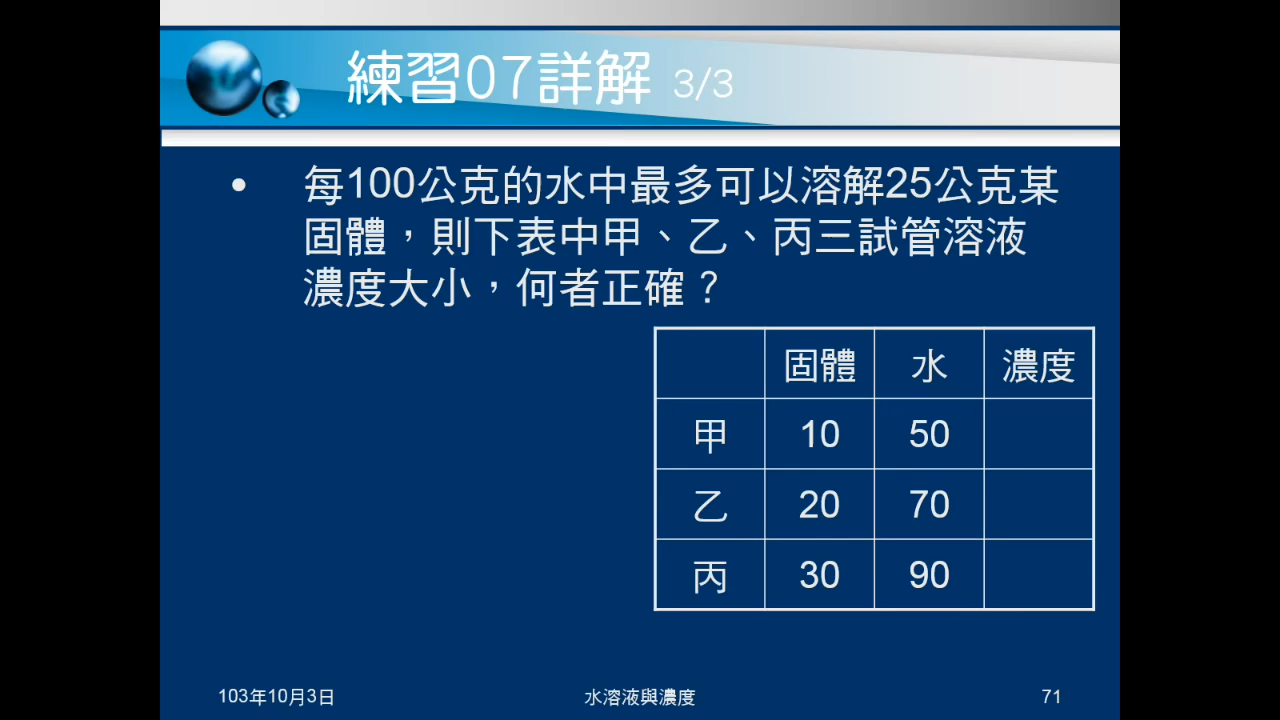 練習07詳解 3/3
• 每100公克的水中最多可以溶解25公克某
固體，則下表中甲、乙、丙三試管溶液
濃度大小，何者正確？
固體 水 濃度
甲 10 50
乙 20 70
丙 30 90
103年10月3日 水溶液與濃度 71